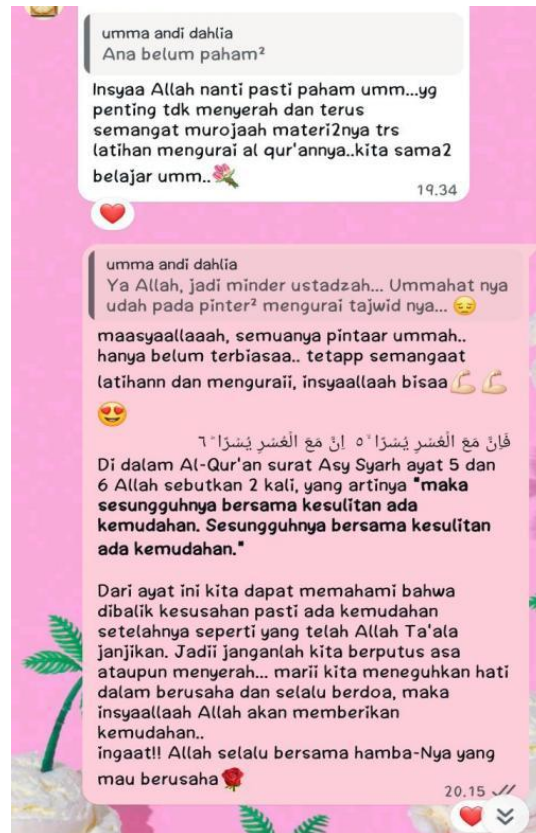 umma andi dahlia
Ana belum paham²
Insyaa Allah nanti pasti paham umm...yg
penting tdk menyerah dan terus
semangat murojaah materi2nya trs
latihan mengurai al qur'annya..kita sama2
belajar umm..💐
19.34
umma andi dahlia
Ya Allah, jadi minder ustadzah... Ummahat nya
udah pada pinter² mengurai tajwid nya... 😔
maasyaallaaah, semuanya pintaar ummah..
hanya belum terbiasaa.. tetapp semangaat
latihann dan menguraii, insyaallaah bisaa💪🏻💪🏻
😍
فَاِنَّ مَعَ الْعُسْرِ يُسْرًا ۙ ٥ اِنَّ مَعَ الْعُسْرِ يُسْرًا ۗ ٦
Di dalam Al-Qur'an surat Asy Syarh ayat 5 dan
6 Allah sebutkan 2 kali, yang artinya "maka
sesungguhnya bersama kesulitan ada
kemudahan. Sesungguhnya bersama kesulitan
ada kemudahan."
Dari ayat ini kita dapat memahami bahwa
dibalik kesusahan pasti ada kemudahan
setelahnya seperti yang telah Allah Ta'ala
janjikan. Jadii janganlah kita berputus asa
ataupun menyerah... marii kita meneguhkan hati
dalam berusaha dan selalu berdoa, maka
insyaallaah Allah akan memberikan
kemudahan..
ingaat!! Allah selalu bersama hamba-Nya yang
mau berusaha🌹
20.15